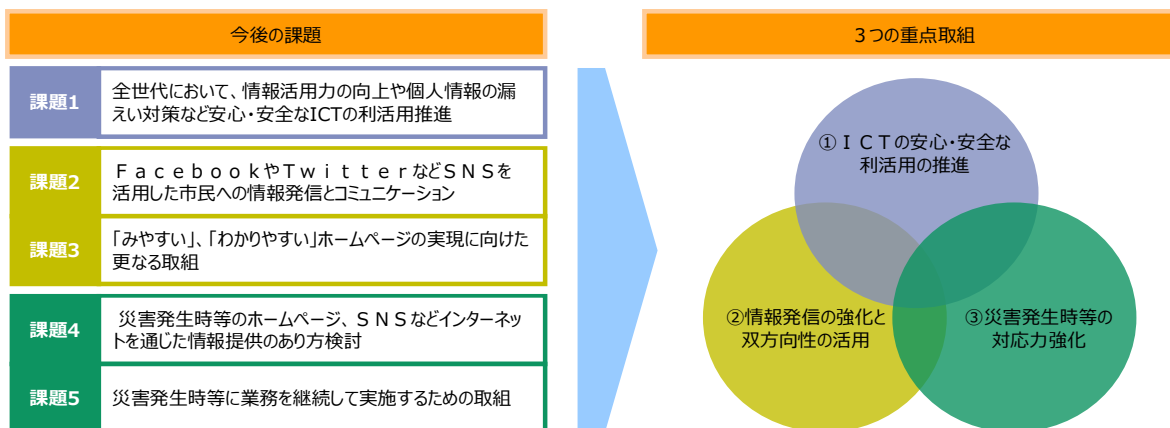 今後の課題
課題1
全世代において、情報活用力の向上や個人情報の漏
えい対策など安心・安全なICTの利活用推進
課題2
ＦａｃｅｂｏｏｋやＴｗｉｔｔｅｒなどＳＮＳを
活用した市民への情報発信とコミュニケーション
課題3
「みやすい」、「わかりやすい」ホームページの実現に向けた
更なる取組
課題4
災害発生時等のホームページ、ＳＮＳなどインターネッ
トを通じた情報提供のあり方検討
課題5
災害発生時等に業務を継続して実施するための取組
３つの重点取組
①ＩＣＴの安心・安全な
利活用の推進
②情報発信の強化と
双方向性の活用
③災害発生時等の
対応力強化